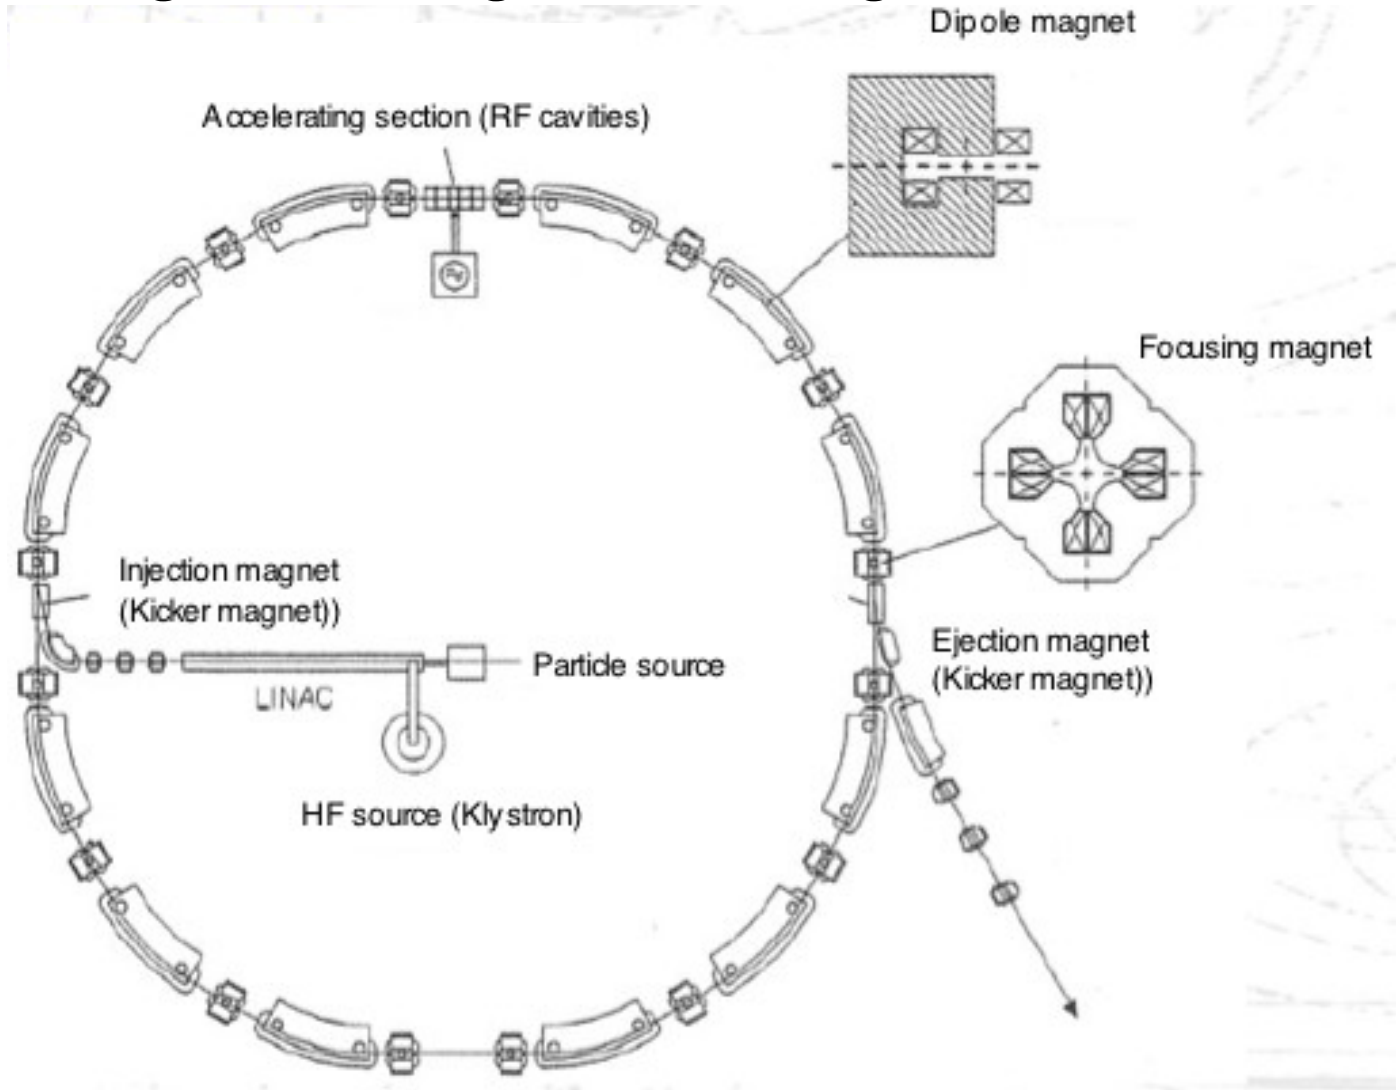 Dipole magnet
Accelerating section (RF cavities)
Focusing magnet
Injection magnet
(Kicker magnet))
Ejection magnet
(Kicker magnet))
Particle source
LINAC
HF source (Klystron)